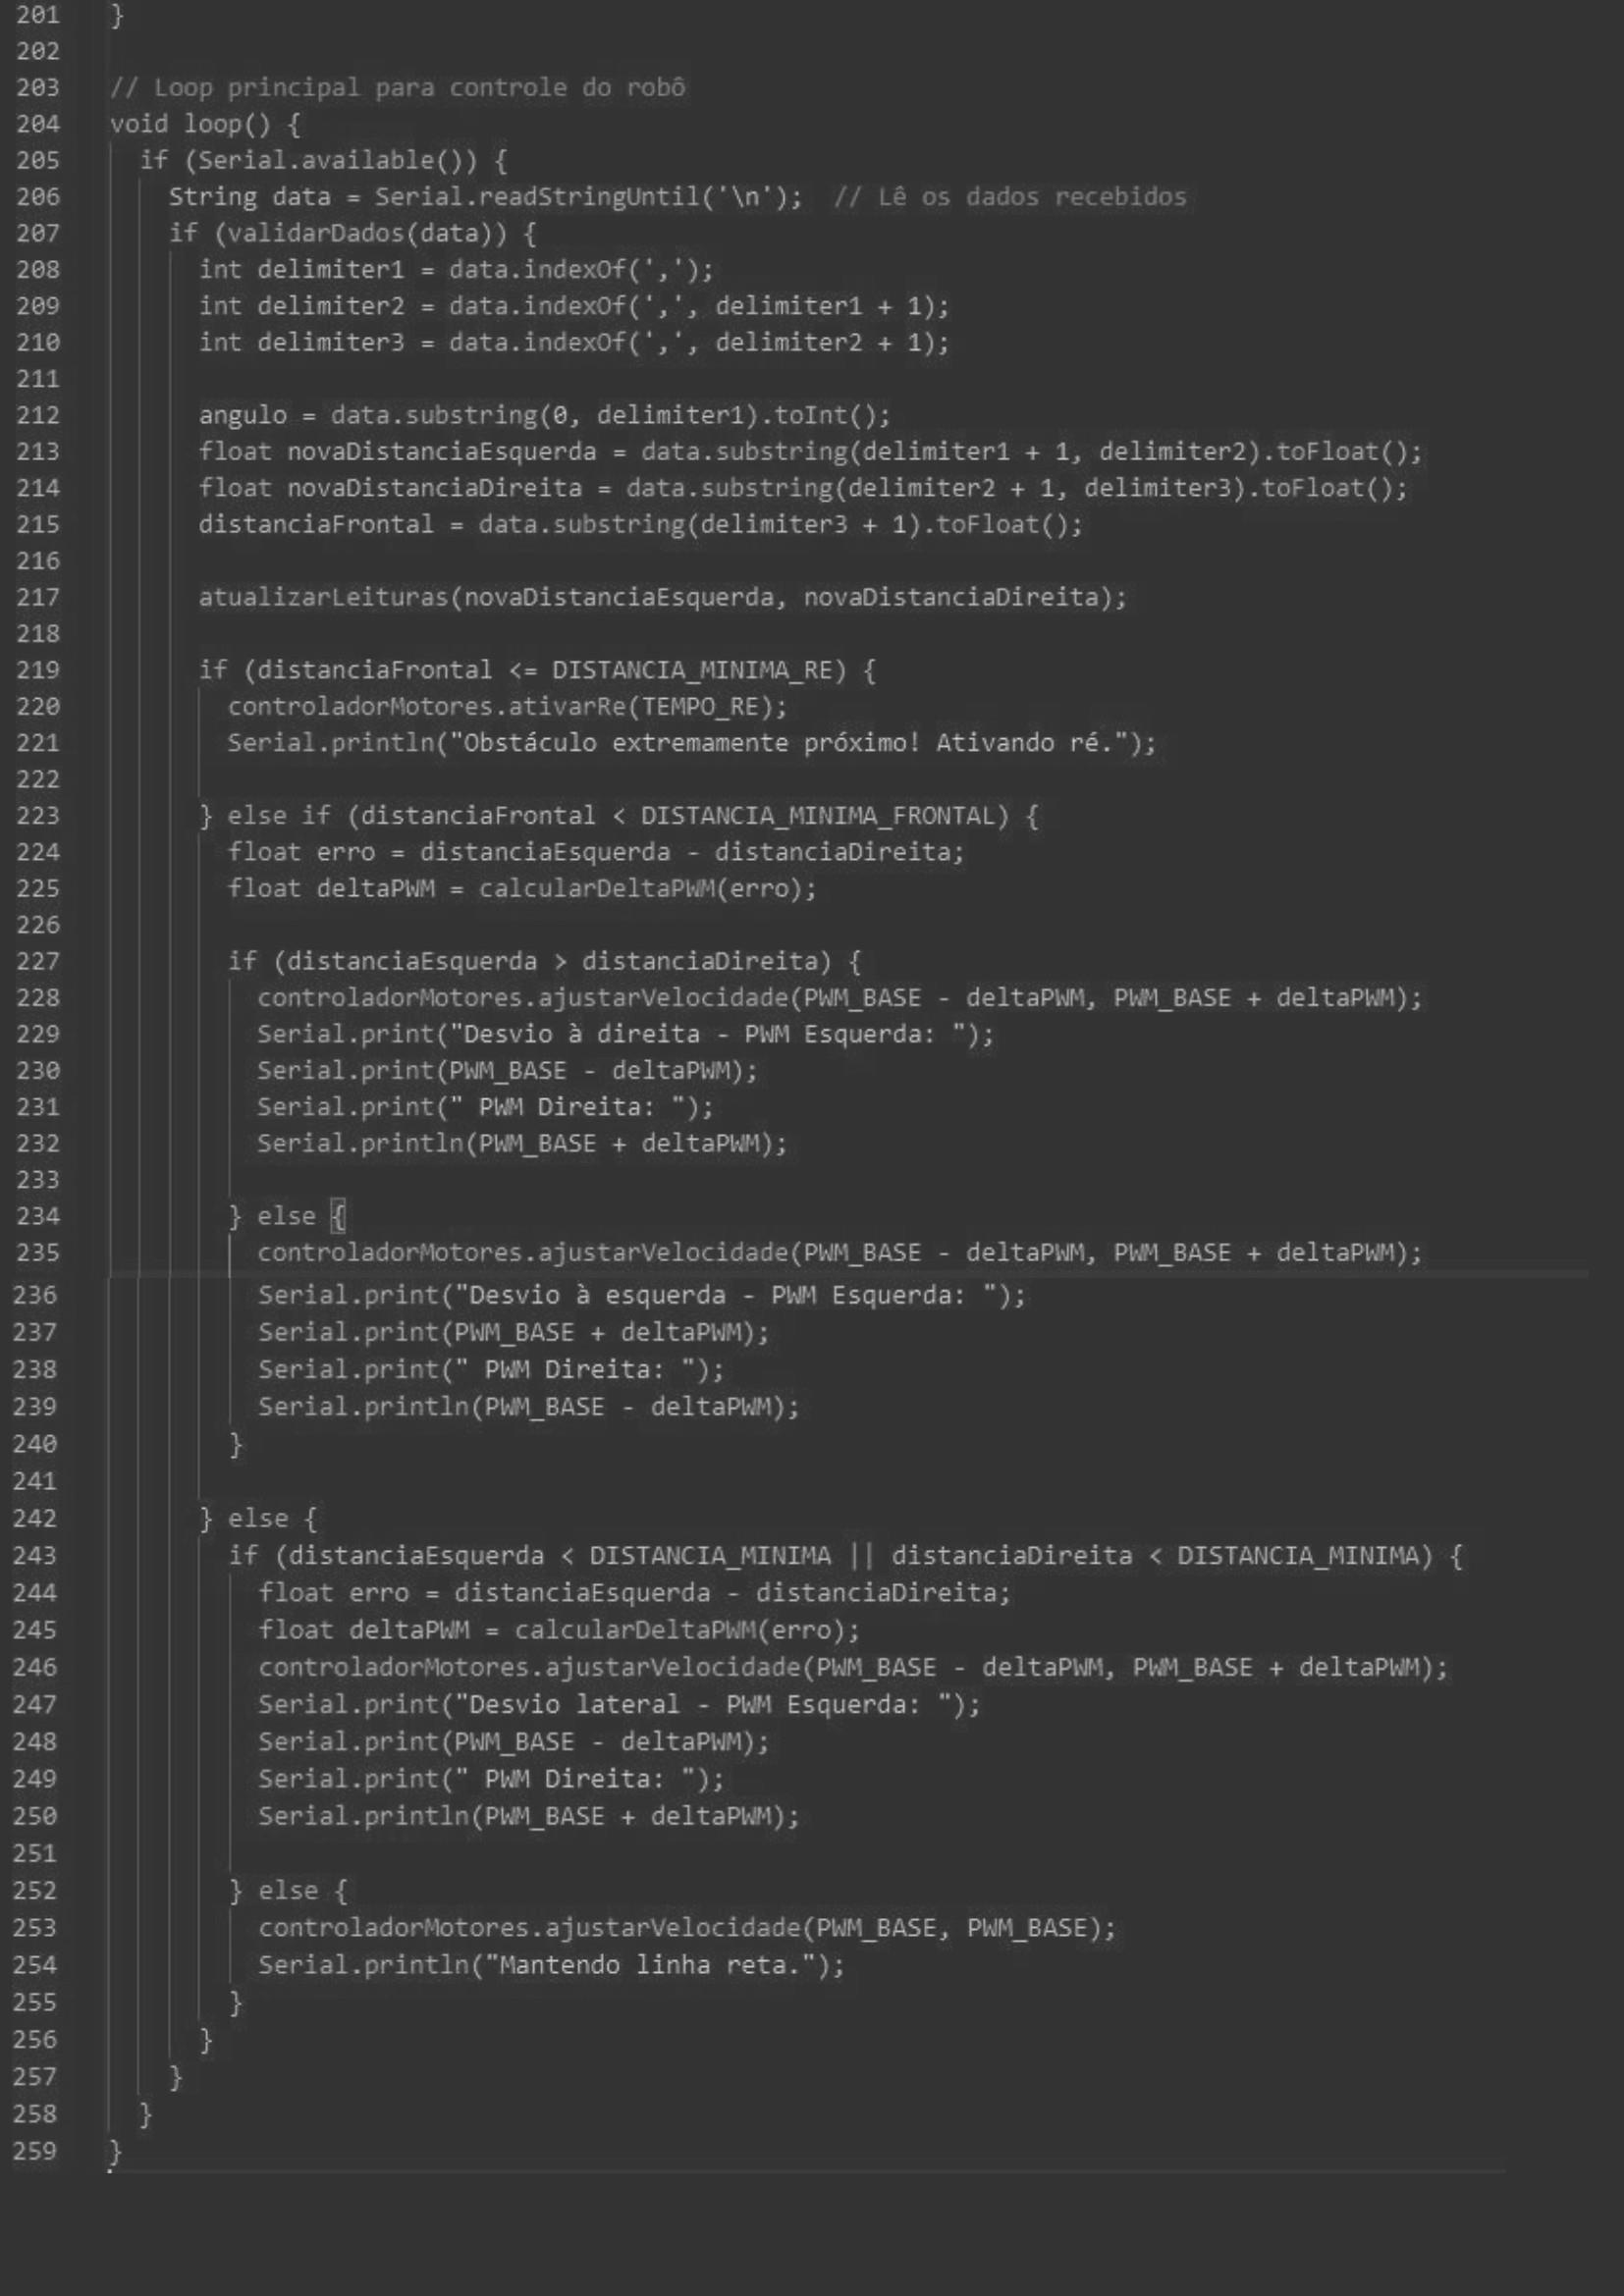 201 }
202
203 // Loop principal para controle do robô
204 void loop() {
205 if (Serial.available()) {
206 String data = Serial.readStringUntil('\n'); // Lê os dados recebidos
207 if (validarDados(data)) {
208 int delimiter1 = data.indexOf(',');
209 int delimiter2 = data.indexOf(',', delimiter1 + 1);
210 int delimiter3 = data.indexOf(',', delimiter2 + 1);
211
212 angulo = data.substring(0, delimiter1).toInt();
213 float novaDistanciaEsquerda = data.substring(delimiter1 + 1, delimiter2).toFloat();
214 float novaDistanciaDireita = data.substring(delimiter2 + 1, delimiter3).toFloat();
215 distanciaFrontal = data.substring(delimiter3 + 1).toFloat();
216
217 atualizarLeituras(novaDistanciaEsquerda, novaDistanciaDireita);
218
219 if (distanciaFrontal <= DISTANCIA_MINIMA_RE) {
220 controladorMotores.ativarRe(TEMPO_RE);
221 Serial.println("Obstáculo extremamente próximo! Ativando ré.");
222
223 } else if (distanciaFrontal < DISTANCIA_MINIMA_FRONTAL) {
224 float erro = distanciaEsquerda - distanciaDireita;
225 float deltaPWM = calcularDeltaPWM(erro);
226
227 if (distanciaEsquerda > distanciaDireita) {
228 controladorMotores.ajustarVelocidade(PWM_BASE - deltaPWM, PWM_BASE + deltaPWM);
229 Serial.print("Desvio à direita - PWM Esquerda: ");
230 Serial.print(PWM_BASE - deltaPWM);
231 Serial.print(" PWM Direita: ");
232 Serial.println(PWM_BASE + deltaPWM);
233
234 } else {
235 controladorMotores.ajustarVelocidade(PWM_BASE - deltaPWM, PWM_BASE + deltaPWM);
236 Serial.print("Desvio à esquerda - PWM Esquerda: ");
237 Serial.print(PWM_BASE + deltaPWM);
238 Serial.print(" PWM Direita: ");
239 Serial.println(PWM_BASE - deltaPWM);
240 }
241
242 } else {
243 if (distanciaEsquerda < DISTANCIA_MINIMA || distanciaDireita < DISTANCIA_MINIMA) {
244 float erro = distanciaEsquerda - distanciaDireita;
245 float deltaPWM = calcularDeltaPWM(erro);
246 controladorMotores.ajustarVelocidade(PWM_BASE - deltaPWM, PWM_BASE + deltaPWM);
247 Serial.print("Desvio lateral - PWM Esquerda: ");
248 Serial.print(PWM_BASE - deltaPWM);
249 Serial.print(" PWM Direita: ");
250 Serial.println(PWM_BASE + deltaPWM);
251
252 } else {
253 controladorMotores.ajustarVelocidade(PWM_BASE, PWM_BASE);
254 Serial.println("Mantendo linha reta.");
255 }
256 }
257 }
258 }
259 }